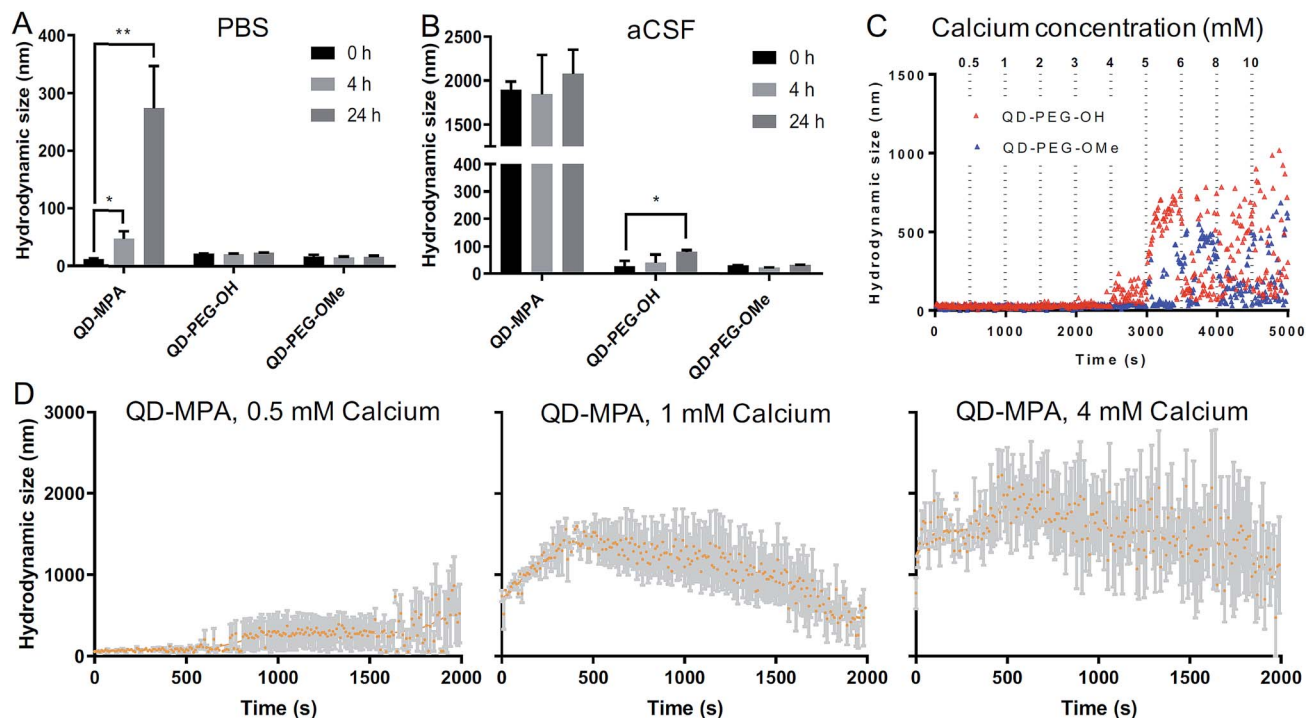 A
PBS
Hydrodynamic size (nm)
400
300
200
100
50
0
**
*
0 h
4 h
24 h
QD-MPA
QD-PEG-OH
QD-PEG-OMe
B
aCSF
Hydrodynamic size (nm)
2500
2000
1500
400
300
200
100
0
*
0 h
4 h
24 h
QD-MPA
QD-PEG-OH
QD-PEG-OMe
C
Calcium concentration (mM)
0.5 1 2 3 4 5 6 8 10
Hydrodynamic size (nm)
1500
1000
500
0
QD-PEG-OH
QD-PEG-OMe
0 1000 2000 3000 4000 5000
Time (s)
D
Hydrodynamic size (nm)
3000
2000
1000
0
QD-MPA, 0.5 mM Calcium
0 500 1000 1500 2000
Time (s)
QD-MPA, 1 mM Calcium
0 500 1000 1500 2000
Time (s)
QD-MPA, 4 mM Calcium
0 500 1000 1500 2000
Time (s)